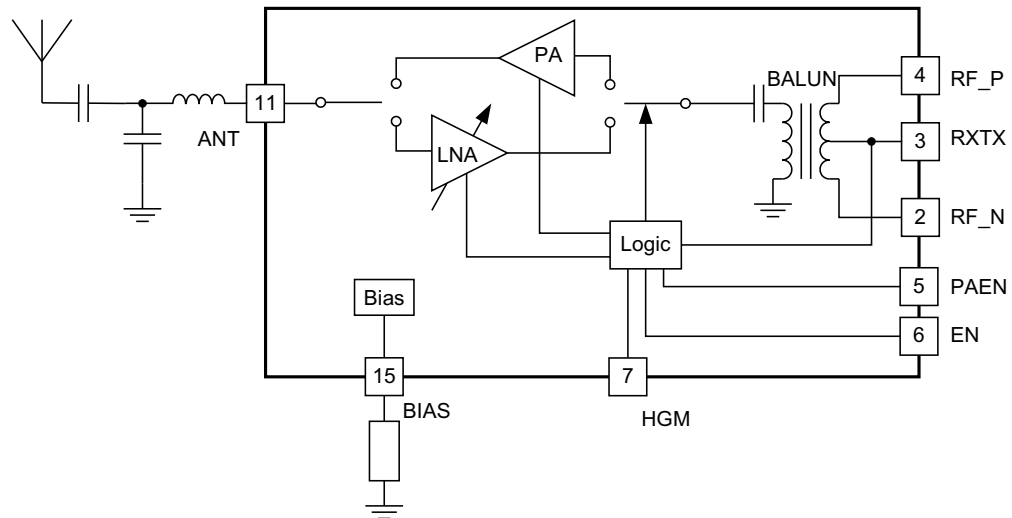 PA
BALUN
4
RF_P
11
ANT
LNA
3
RXTX
2
RF_N
Logic
Bias
5
PAEN
6
EN
15
BIAS
7
HGM